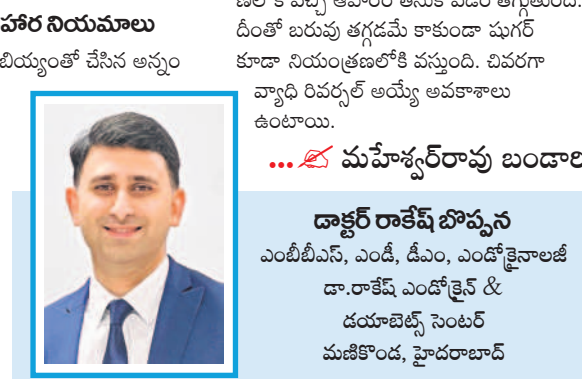 హార నియమాలు
బియ్యంతో చేసిన అన్నం
దీంతో బరువు తగ్గడమే కాకుండా షుగర్
కూడా నియంత్రణలోకి వస్తుంది. చివరగా
వ్యాధి రివర్సల్ అయ్యే అవకాశాలు
ఉంటాయి.
... మహేశ్వర్‌రావు బండారి
డాక్టర్ రాకేష్ బొప్పన
ఎంబీబీఎస్, ఎండీ, డీఎం, ఎండోక్రైనాలజీ
డా.రాకేష్ ఎండోక్రైన్ &
డయాబెట్స్ సెంటర్
మణికొండ, హైదరాబాద్